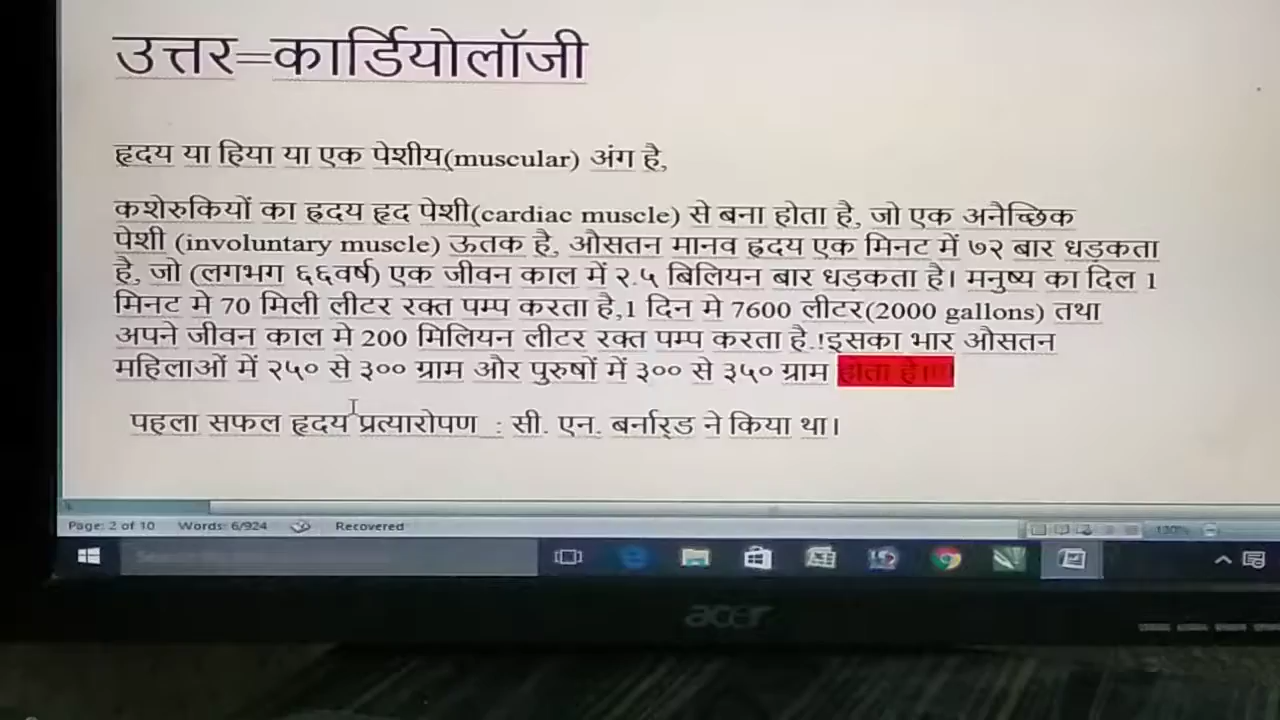 उत्तर=कार्डियोलॉजी
हृदय या हिया या एक पेशीय(muscular) अंग है,
कशेरुकियों का ह्रदय हृद पेशी(cardiac muscle) से बना होता है, जो एक अनैच्छिक
पेशी (involuntary muscle) ऊतक है, औसतन मानव ह्रदय एक मिनट में ७२ बार धड़कता
है, जो (लगभग ६६वर्ष) एक जीवन काल में २.५ बिलियन बार धड़कता है। मनुष्य का दिल 1
मिनट मे 70 मिली लीटर रक्त पम्प करता है,1 दिन मे 7600 लीटर(2000 gallons) तथा
अपने जीवन काल मे 200 मिलियन लीटर रक्त पम्प करता है.!इसका भार औसतन
महिलाओं में २५० से ३०० ग्राम और पुरुषों में ३०० से ३५० ग्राम होता है।
पहला सफल हृदय प्रत्यारोपण : सी. एन. बर्नार्ड ने किया था।
Page: 2 of 10 Words: 6/924 Recovered 130%
acer